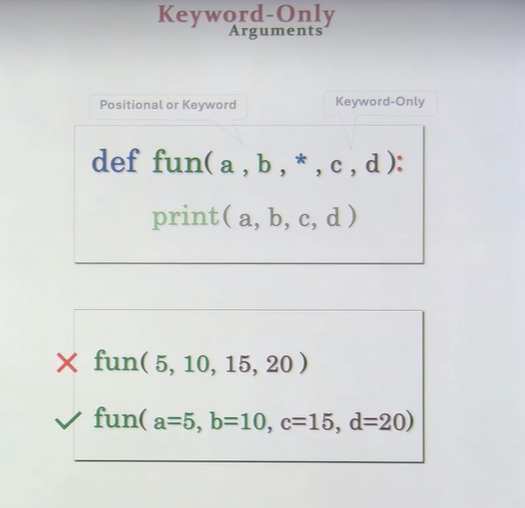 Keyword-Only
Arguments
Positional or Keyword
Keyword-Only
def fun( a , b , * , c , d ):
print( a, b, c, d )
✕ fun( 5, 10, 15, 20 )
✓ fun( a=5, b=10, c=15, d=20)